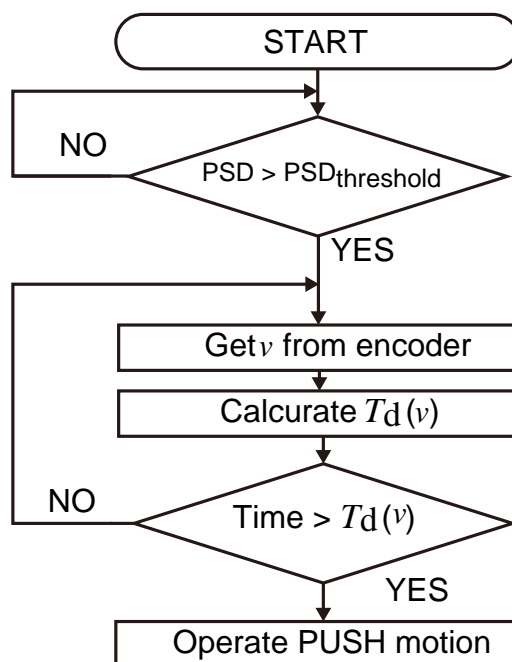 START
NO
PSD > PSDthreshold
YES
Get v from encoder
Calcurate Td(v)
NO
Time > Td(v)
YES
Operate PUSH motion